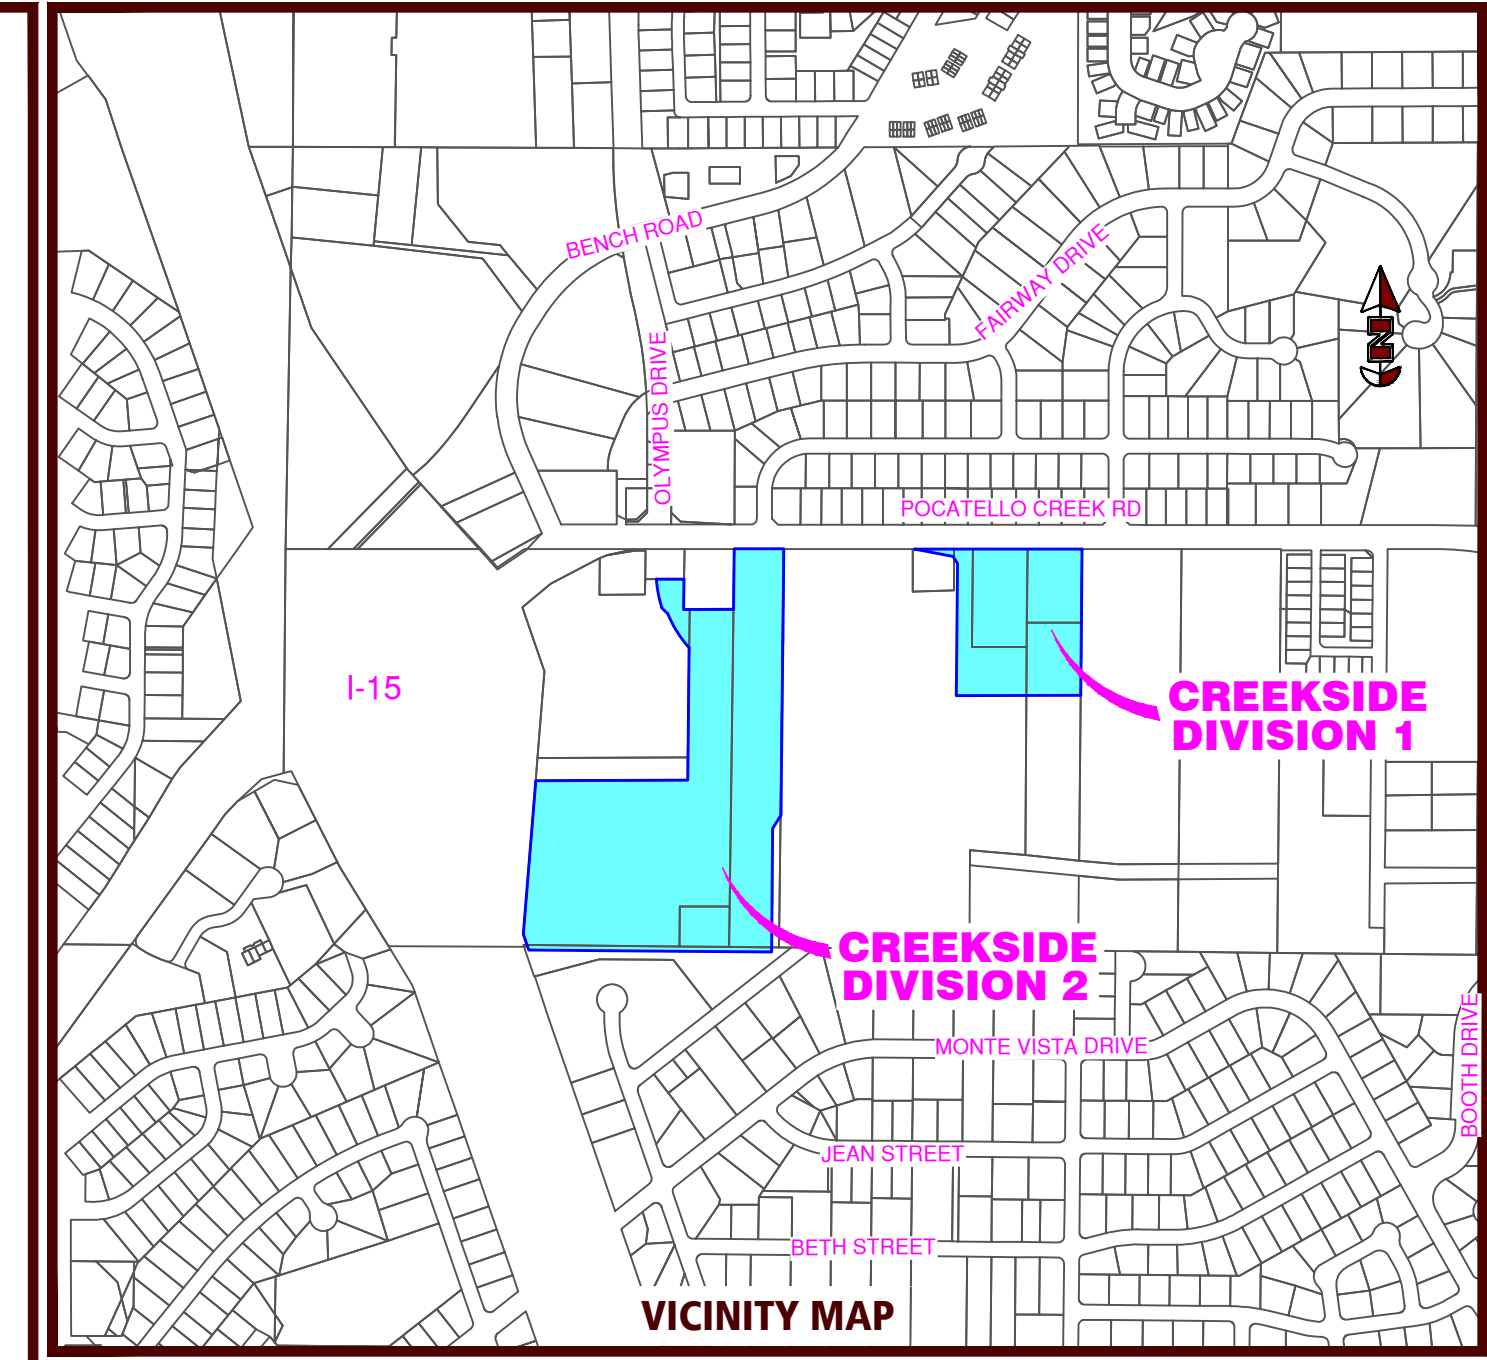 BENCH ROAD
FAIRWAY DRIVE
N
OLYMPUS DRIVE
POCATELLO CREEK RD
I-15
CREEKSIDE
DIVISION 1
CREEKSIDE
DIVISION 2
MONTE VISTA DRIVE
BOOTH DRIVE
JEAN STREET
BETH STREET
VICINITY MAP